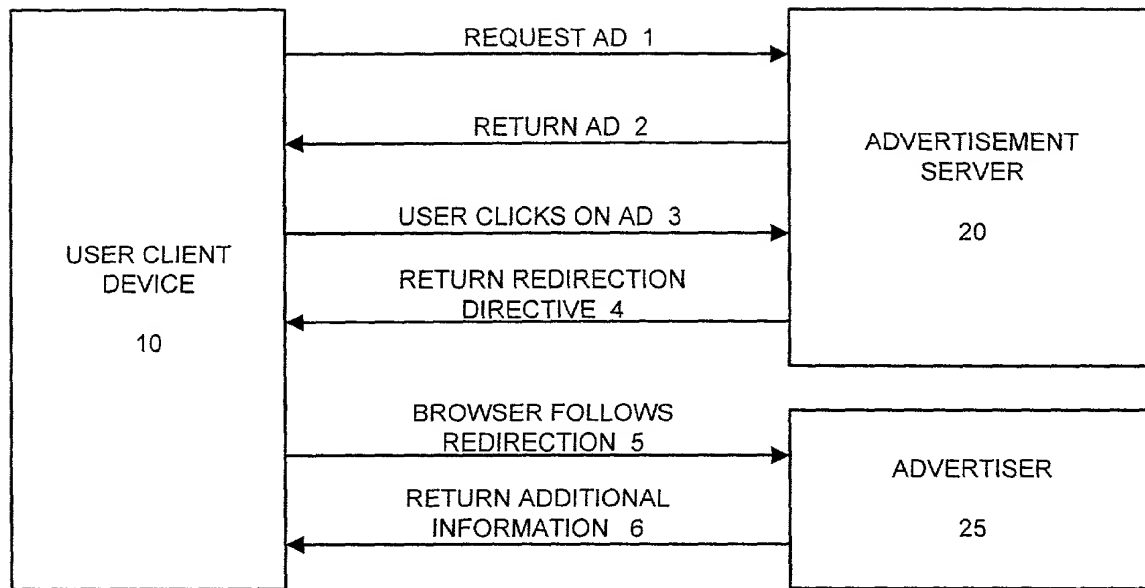 REQUEST AD 1
RETURN AD 2
USER CLICKS ON AD 3
RETURN REDIRECTION
DIRECTIVE 4
BROWSER FOLLOWS
REDIRECTION 5
RETURN ADDITIONAL
INFORMATION 6
USER CLIENT
DEVICE
10
ADVERTISEMENT
SERVER
20
ADVERTISER
25